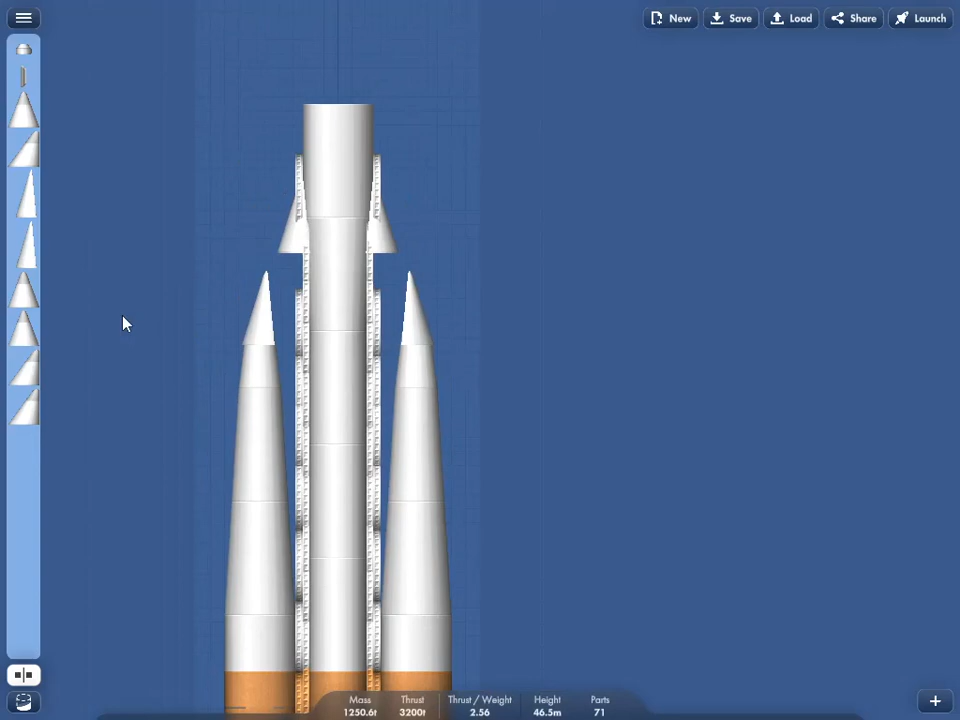 New
Save
Load
Share
Launch
Mass
1250.6t
Thrust
3200t
Thrust / Weight
2.56
Height
46.5m
Parts
71